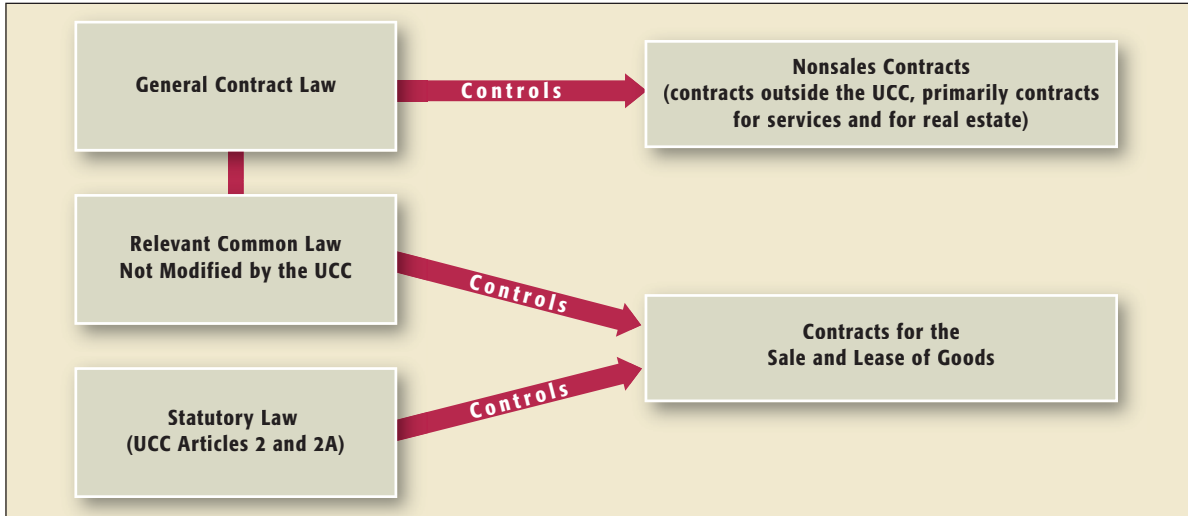 General Contract Law
Controls
Nonsales Contracts
(contracts outside the UCC, primarily contracts
for services and for real estate)
Relevant Common Law
Not Modified by the UCC
Controls
Contracts for the
Sale and Lease of Goods
Controls
Statutory Law
(UCC Articles 2 and 2A)